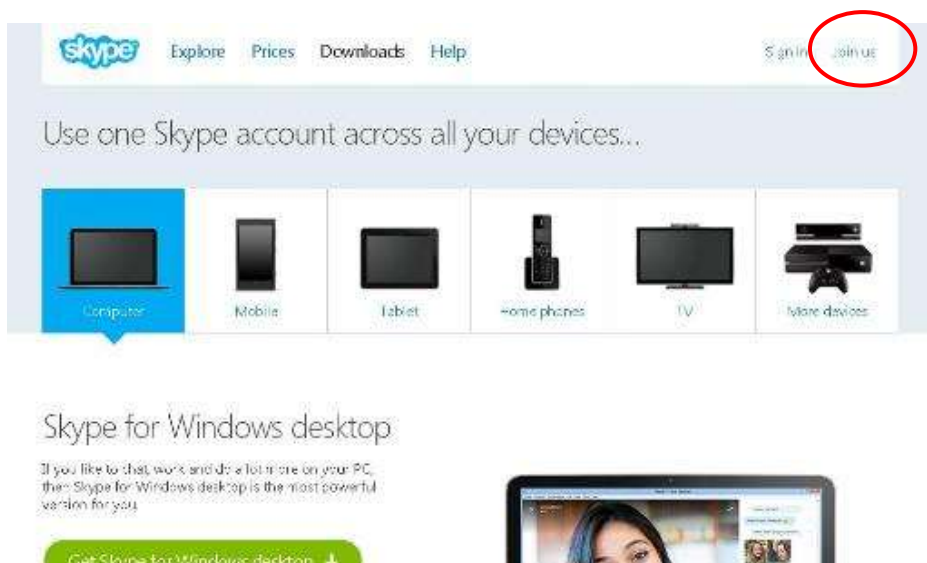 skype Explore Prices Downloads Help Sign in Join us
Use one Skype account across all your devices...
Computer Mobile Tablet Home phones TV More devices
Skype for Windows desktop
If you like to chat, work and do a lot more on your PC,
then Skype for Windows desktop is the most powerful
version for you
Get Skype for Windows desktop